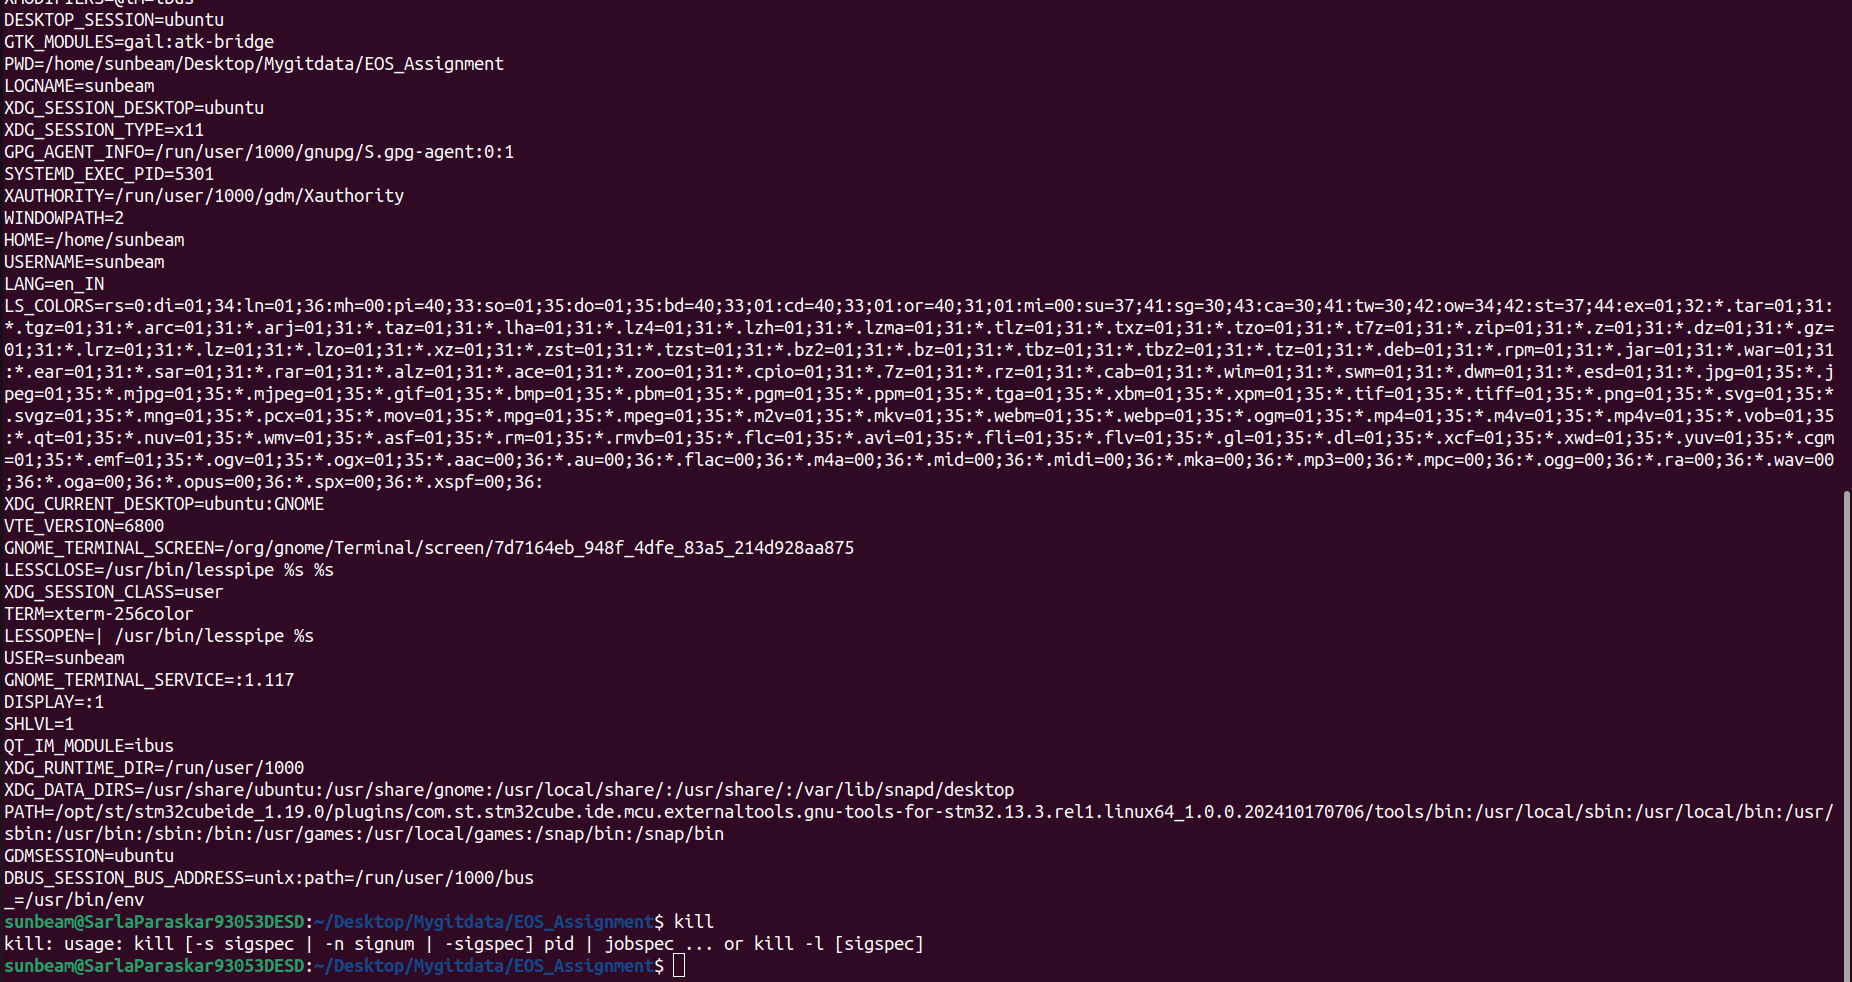 XMODIFIERS=@im=ibus
DESKTOP_SESSION=ubuntu
GTK_MODULES=gail:atk-bridge
PWD=/home/sunbeam/Desktop/Mygitdata/EOS_Assignment
LOGNAME=sunbeam
XDG_SESSION_DESKTOP=ubuntu
XDG_SESSION_TYPE=x11
GPG_AGENT_INFO=/run/user/1000/gnupg/S.gpg-agent:0:1
SYSTEMD_EXEC_PID=5301
XAUTHORITY=/run/user/1000/gdm/Xauthority
WINDOWPATH=2
HOME=/home/sunbeam
USERNAME=sunbeam
LANG=en_IN
LS_COLORS=rs=0:di=01;34:ln=01;36:mh=00:pi=40;33:so=01;35:do=01;35:bd=40;33;01:cd=40;33;01:or=40;31;01:mi=00:su=37;41:sg=30;43:ca=30;41:tw=30;42:ow=34;42:st=37;44:ex=01;32:*.tar=01;31:
*.tgz=01;31:*.arc=01;31:*.arj=01;31:*.taz=01;31:*.lha=01;31:*.lz4=01;31:*.lzh=01;31:*.lzma=01;31:*.tlz=01;31:*.txz=01;31:*.tzo=01;31:*.t7z=01;31:*.zip=01;31:*.z=01;31:*.dz=01;31:*.gz=
01;31:*.lrz=01;31:*.lz=01;31:*.lzo=01;31:*.xz=01;31:*.zst=01;31:*.tzst=01;31:*.bz2=01;31:*.bz=01;31:*.tbz=01;31:*.tbz2=01;31:*.tz=01;31:*.deb=01;31:*.rpm=01;31:*.jar=01;31:*.war=01;31
:*.ear=01;31:*.sar=01;31:*.rar=01;31:*.alz=01;31:*.ace=01;31:*.zoo=01;31:*.cpio=01;31:*.7z=01;31:*.rz=01;31:*.cab=01;31:*.wim=01;31:*.swm=01;31:*.dwm=01;31:*.esd=01;31:*.jpg=01;35:*.j
peg=01;35:*.mjpg=01;35:*.mjpeg=01;35:*.gif=01;35:*.bmp=01;35:*.pbm=01;35:*.pgm=01;35:*.ppm=01;35:*.tga=01;35:*.xbm=01;35:*.xpm=01;35:*.tif=01;35:*.tiff=01;35:*.png=01;35:*.svg=01;35:*
.svgz=01;35:*.mng=01;35:*.pcx=01;35:*.mov=01;35:*.mpg=01;35:*.mpeg=01;35:*.m2v=01;35:*.mkv=01;35:*.webm=01;35:*.webp=01;35:*.ogm=01;35:*.mp4=01;35:*.m4v=01;35:*.mp4v=01;35:*.vob=01;35
:*.qt=01;35:*.nuv=01;35:*.wmv=01;35:*.asf=01;35:*.rm=01;35:*.rmvb=01;35:*.flc=01;35:*.avi=01;35:*.fli=01;35:*.flv=01;35:*.gl=01;35:*.dl=01;35:*.xcf=01;35:*.xwd=01;35:*.yuv=01;35:*.cgm
=01;35:*.emf=01;35:*.ogv=01;35:*.ogx=01;35:*.aac=00;36:*.au=00;36:*.flac=00;36:*.m4a=00;36:*.mid=00;36:*.midi=00;36:*.mka=00;36:*.mp3=00;36:*.mpc=00;36:*.ogg=00;36:*.ra=00;36:*.wav=00
;36:*.oga=00;36:*.opus=00;36:*.spx=00;36:*.xspf=00;36:
XDG_CURRENT_DESKTOP=ubuntu:GNOME
VTE_VERSION=6800
GNOME_TERMINAL_SCREEN=/org/gnome/Terminal/screen/7d7164eb_948f_4dfe_83a5_214d928aa875
LESSCLOSE=/usr/bin/lesspipe %s %s
XDG_SESSION_CLASS=user
TERM=xterm-256color
LESSOPEN=| /usr/bin/lesspipe %s
USER=sunbeam
GNOME_TERMINAL_SERVICE=:1.117
DISPLAY=:1
SHLVL=1
QT_IM_MODULE=ibus
XDG_RUNTIME_DIR=/run/user/1000
XDG_DATA_DIRS=/usr/share/ubuntu:/usr/share/gnome:/usr/local/share/:/usr/share/:/var/lib/snapd/desktop
PATH=/opt/st/stm32cubeide_1.19.0/plugins/com.st.stm32cube.ide.mcu.externaltools.gnu-tools-for-stm32.13.3.rel1.linux64_1.0.0.202410170706/tools/bin:/usr/local/sbin:/usr/local/bin:/usr/
sbin:/usr/bin:/sbin:/bin:/usr/games:/usr/local/games:/snap/bin:/snap/bin
GDMSESSION=ubuntu
DBUS_SESSION_BUS_ADDRESS=unix:path=/run/user/1000/bus
_=/usr/bin/env
sunbeam@SarlaParaskar93053DESD:~/Desktop/Mygitdata/EOS_Assignment$ kill
kill: usage: kill [-s sigspec | -n signum | -sigspec] pid | jobspec ... or kill -l [sigspec]
sunbeam@SarlaParaskar93053DESD:~/Desktop/Mygitdata/EOS_Assignment$